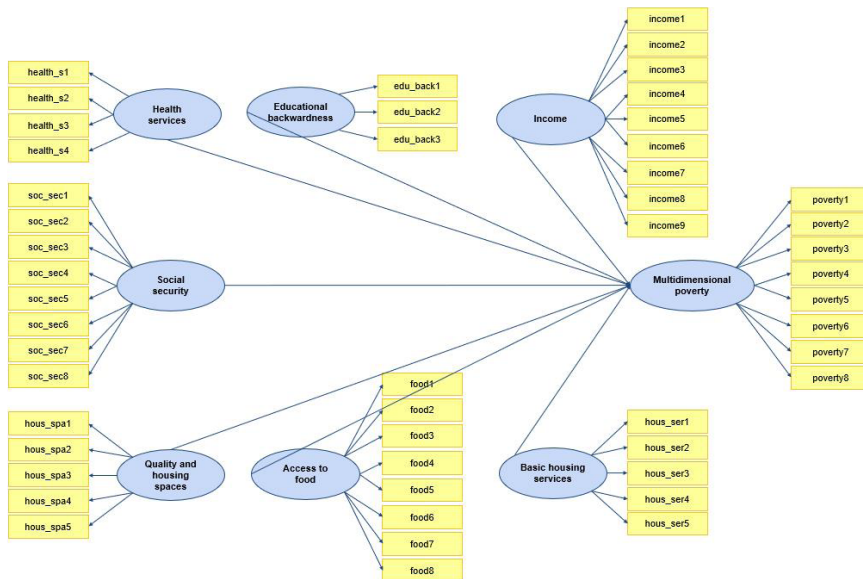 health_s1
health_s2
health_s3
health_s4
Health
services
Educational
backwardness
edu_back1
edu_back2
edu_back3
Income
income1
income2
income3
income4
income5
income6
income7
income8
income9
soc_sec1
soc_sec2
soc_sec3
soc_sec4
soc_sec5
soc_sec6
soc_sec7
soc_sec8
Social
security
Multidimensional
poverty
poverty1
poverty2
poverty3
poverty4
poverty5
poverty6
poverty7
poverty8
hous_spa1
hous_spa2
hous_spa3
hous_spa4
hous_spa5
Quality and
housing
spaces
Access to
food
food1
food2
food3
food4
food5
food6
food7
food8
Basic housing
services
hous_ser1
hous_ser2
hous_ser3
hous_ser4
hous_ser5